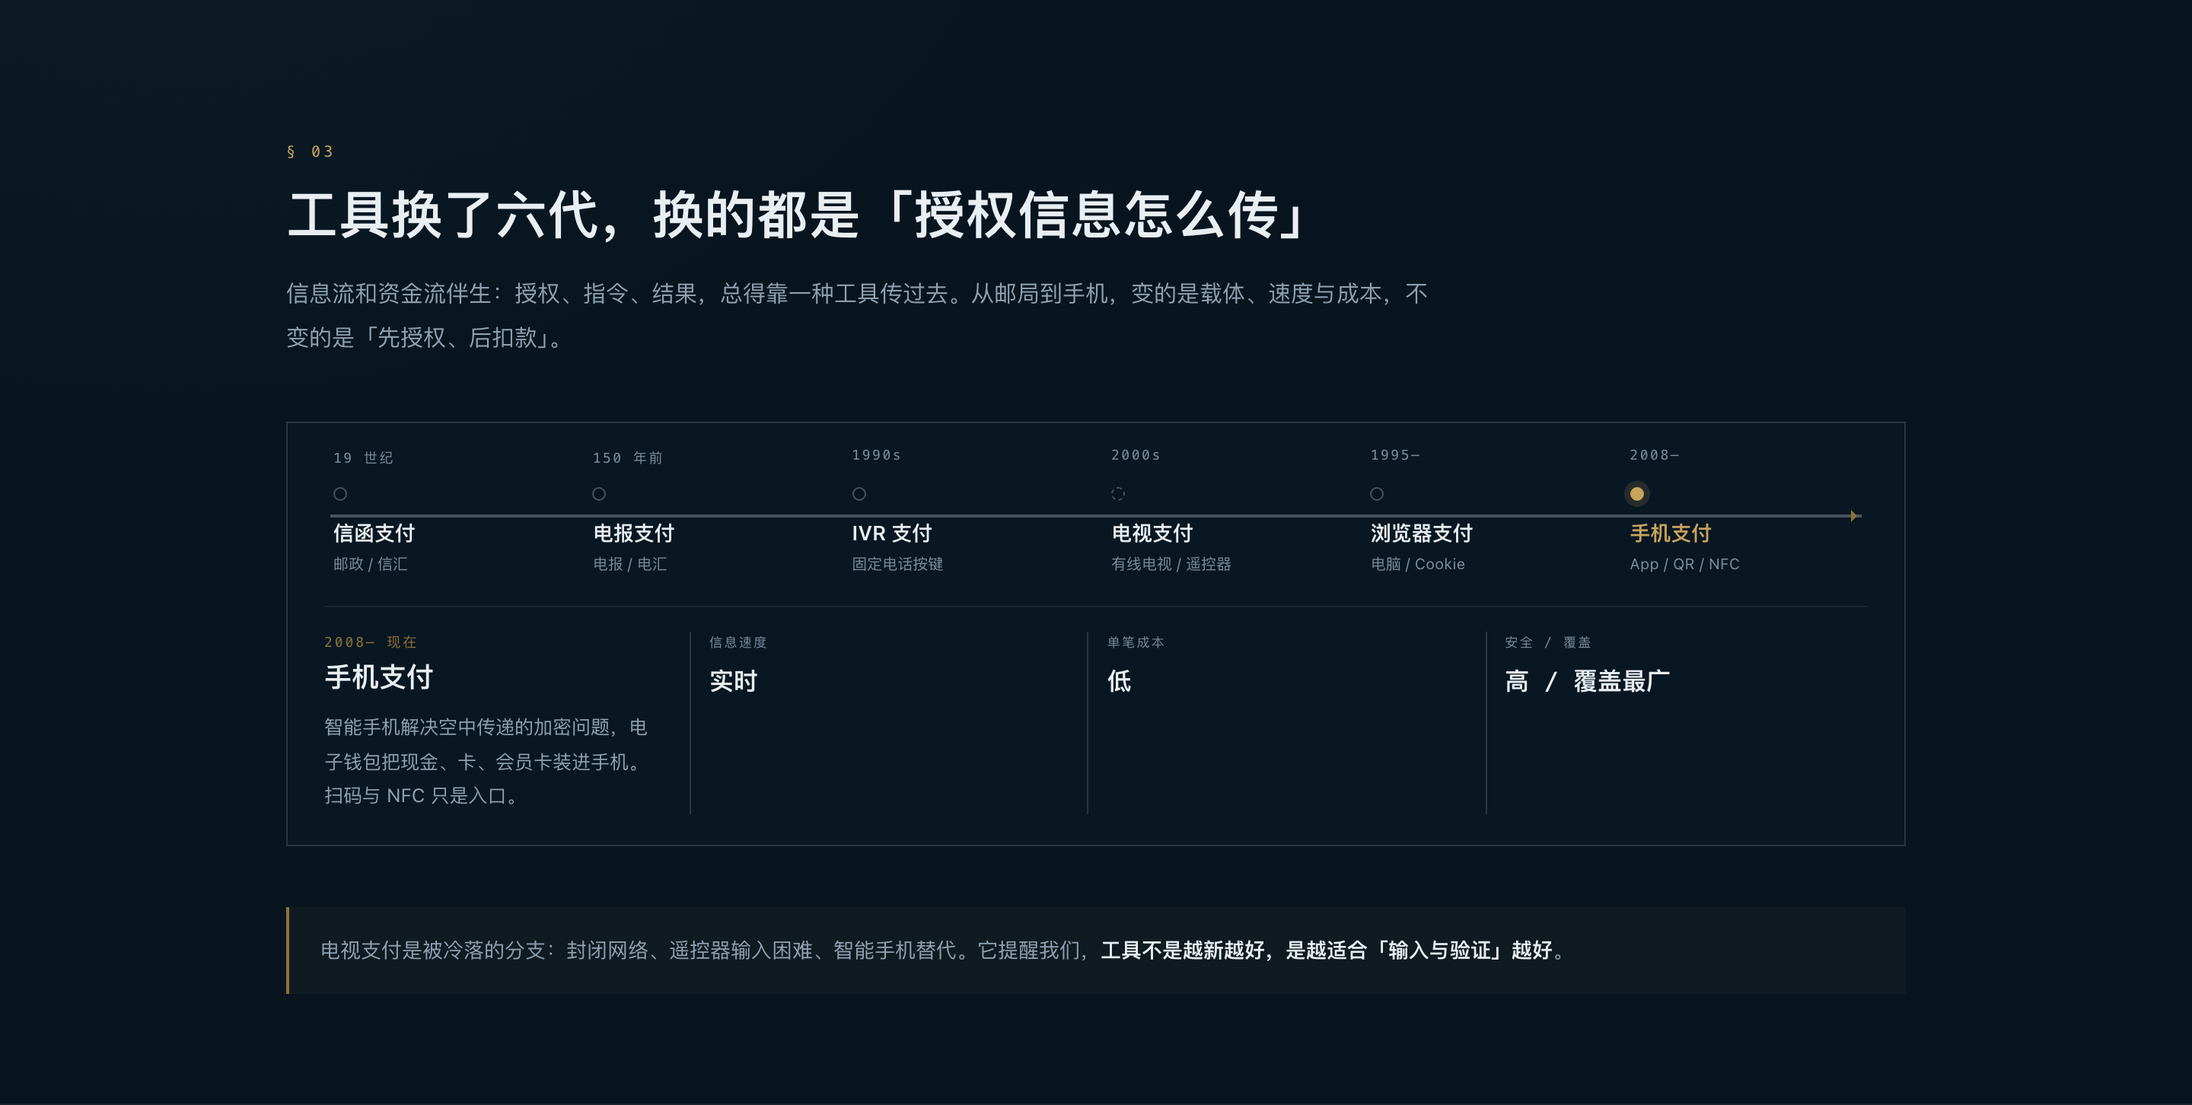 § 03
工具换了六代，换的都是「授权信息怎么传」
信息流和资金流伴生：授权、指令、结果，总得靠一种工具传过去。从邮局到手机，变的是载体、速度与成本，不
变的是「先授权、后扣款」。
19 世纪
信函支付
邮政 / 信汇
150 年前
电报支付
电报 / 电汇
1990s
IVR 支付
固定电话按键
2000s
电视支付
有线电视 / 遥控器
1995—
浏览器支付
电脑 / Cookie
2008—
手机支付
App / QR / NFC
2008— 现在
手机支付
智能手机解决空中传递的加密问题，电
子钱包把现金、卡、会员卡装进手机。
扫码与 NFC 只是入口。
信息速度
实时
单笔成本
低
安全 / 覆盖
高 / 覆盖最广
电视支付是被冷落的分支：封闭网络、遥控器输入困难、智能手机替代。它提醒我们，工具不是越新越好，是越适合「输入与验证」越好。